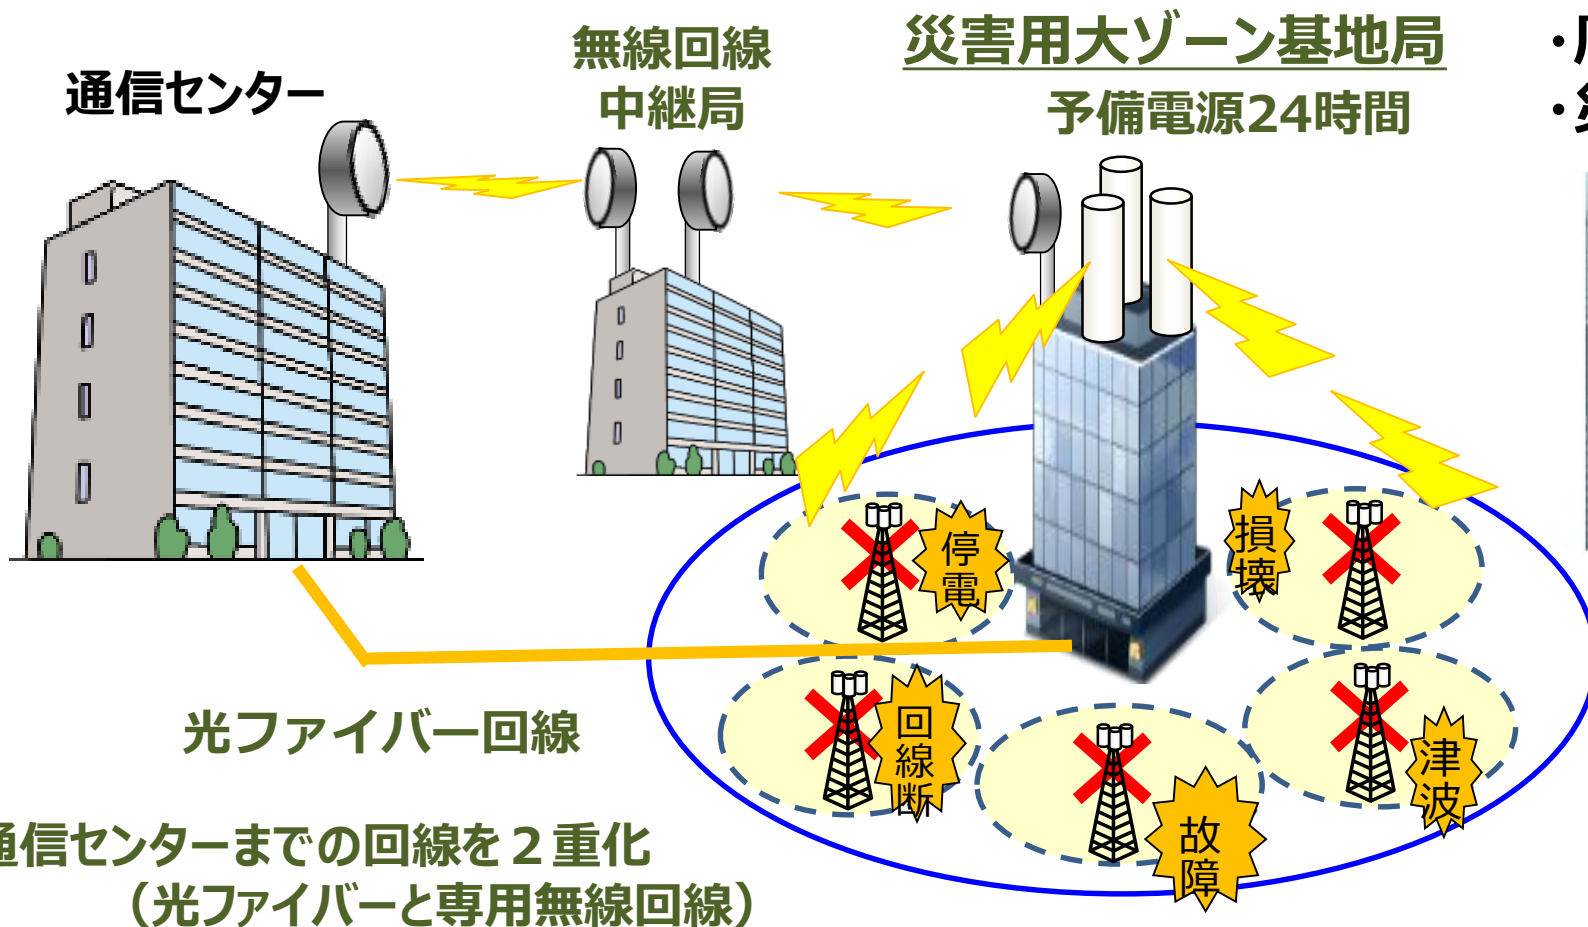 通信センター
無線回線
中継局
災害用大ゾーン基地局
予備電源24時間
停電
損壊
回線断
津波
故障
光ファイバー回線
通信センターまでの回線を２重化
（光ファイバーと専用無線回線）